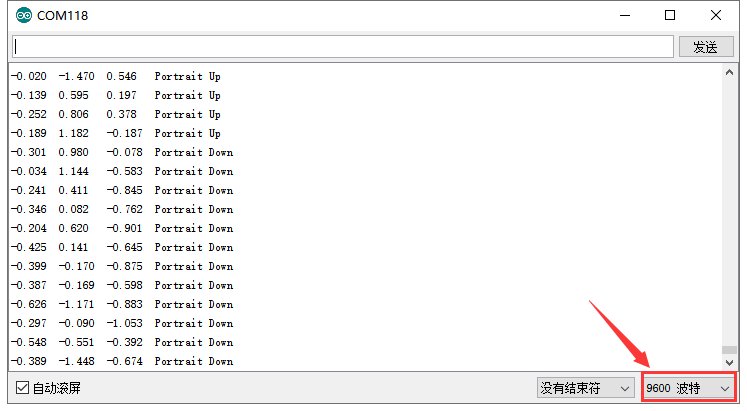 COM118
发送
-0.020 -1.470 0.546 Portrait Up
-0.139 0.595 0.197 Portrait Up
-0.252 0.806 0.378 Portrait Up
-0.189 1.182 -0.187 Portrait Up
-0.301 0.980 -0.078 Portrait Down
-0.034 1.144 -0.583 Portrait Down
-0.241 0.411 -0.845 Portrait Down
-0.346 0.082 -0.762 Portrait Down
-0.204 0.620 -0.901 Portrait Down
-0.425 0.141 -0.645 Portrait Down
-0.399 -0.170 -0.875 Portrait Down
-0.387 -0.169 -0.598 Portrait Down
-0.626 -1.171 -0.883 Portrait Down
-0.297 -0.090 -1.053 Portrait Down
-0.548 -0.551 -0.392 Portrait Down
-0.389 -1.448 -0.674 Portrait Down
自动滚屏 没有结束符 9600 波特